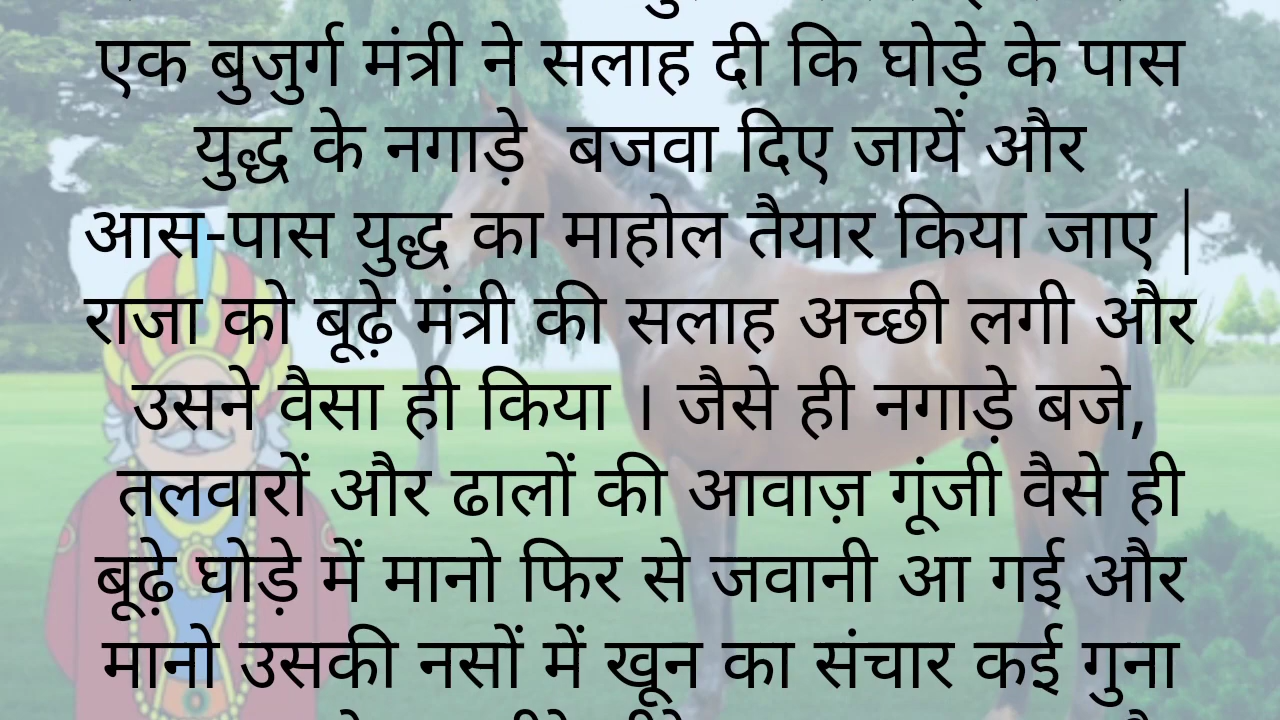 एक बुजुर्ग मंत्री ने सलाह दी कि घोड़े के पास
युद्ध के नगाड़े  बजवा दिए जायें और
आस-पास युद्ध का माहोल तैयार किया जाए |
राजा को बूढ़े मंत्री की सलाह अच्छी लगी और
उसने वैसा ही किया । जैसे ही नगाड़े बजे,
तलवारों और ढालों की आवाज़ गूंजी वैसे ही
बूढ़े घोड़े में मानो फिर से जवानी आ गई और
मानो उसकी नसों में खून का संचार कई गुना